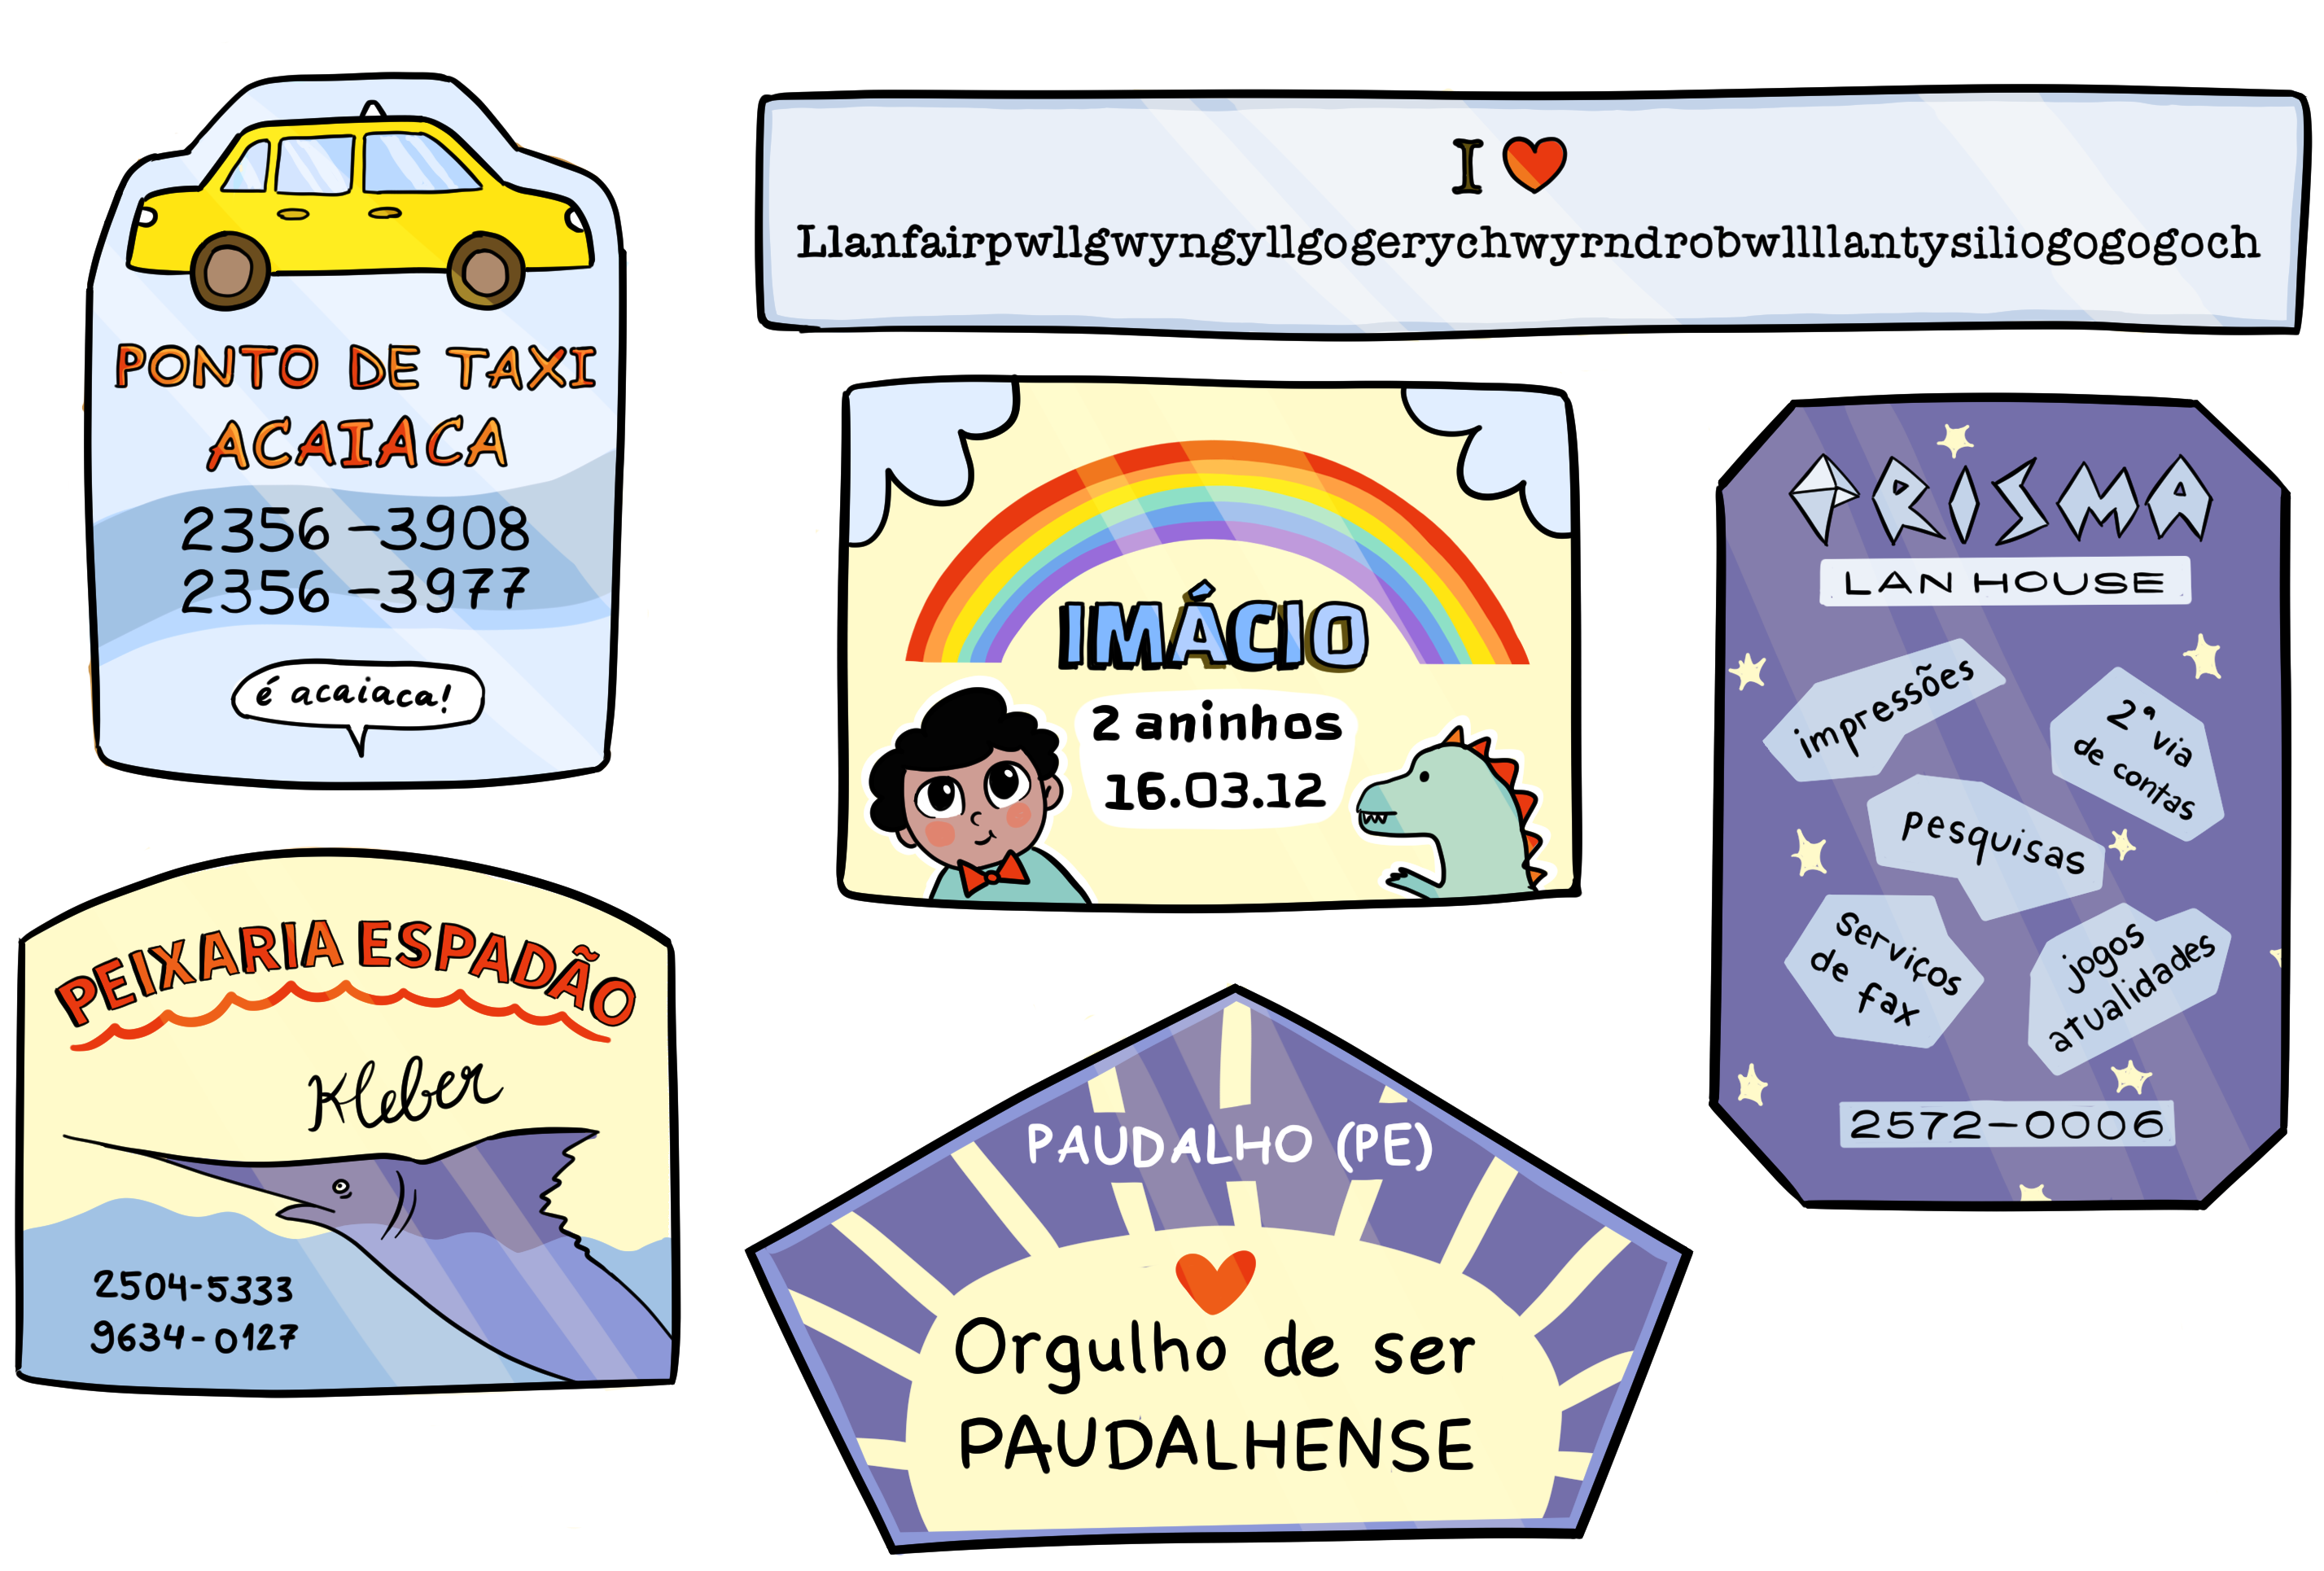 PONTO DE TAXI
ACAIACA
2356-3908
2356-3977
é acaiaca!
I
Llanfairpwllgwyngyllgogerychwyrndrobwllllantysiliogogogoch
IMÁCIO
2 aninhos
16.03.12
PRISMA
LAN HOUSE
impressões
2ª via
de contas
pesquisas
serviços
de fax
jogos
atualidades
2572-0006
PEIXARIA ESPADÃO
Kleber
2504-5333
9634-0127
PAUDALHO (PE)
Orgulho de ser
PAUDALHENSE